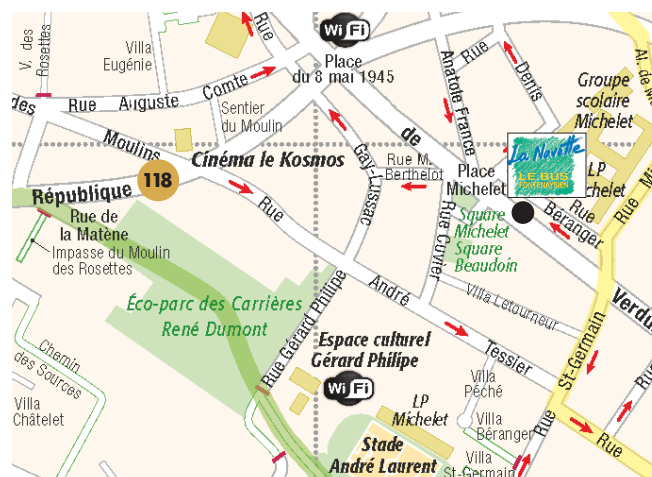 V. des
Rosettes
Villa
Eugénie
Wi Fi
Place
du 8 mai 1945
Rue
Rue
Anatole France
Denis
Al. de
Groupe
scolaire
Michelet
des
Rue Auguste Comte
Sentier
du Moulin
Moulins
Cinéma le Kosmos
Gay-Lussac
de
Rue M.
Berthelot
Place
Michelet
La Navette
LE BUS
FONTENAYSIEN
LP
Michelet
République
118
Rue
Rue de
la Matène
Impasse du Moulin
des Rosettes
Square
Michelet
Square
Beaudoin
Rue Cuvier
Rue
Béranger
Rue
Éco-parc des Carrières
René Dumont
André
Villa Letourneur
Verdu
Rue Gérard Philipe
Espace culturel
Gérard Philipe
Wi Fi
Tessier
St-Germain
Rue
Chemin
des Sources
Villa
Châtelet
LP
Michelet
Villa
Péché
Villa
Béranger
Stade
André Laurent
Villa
St-Germain
Rue
Rue